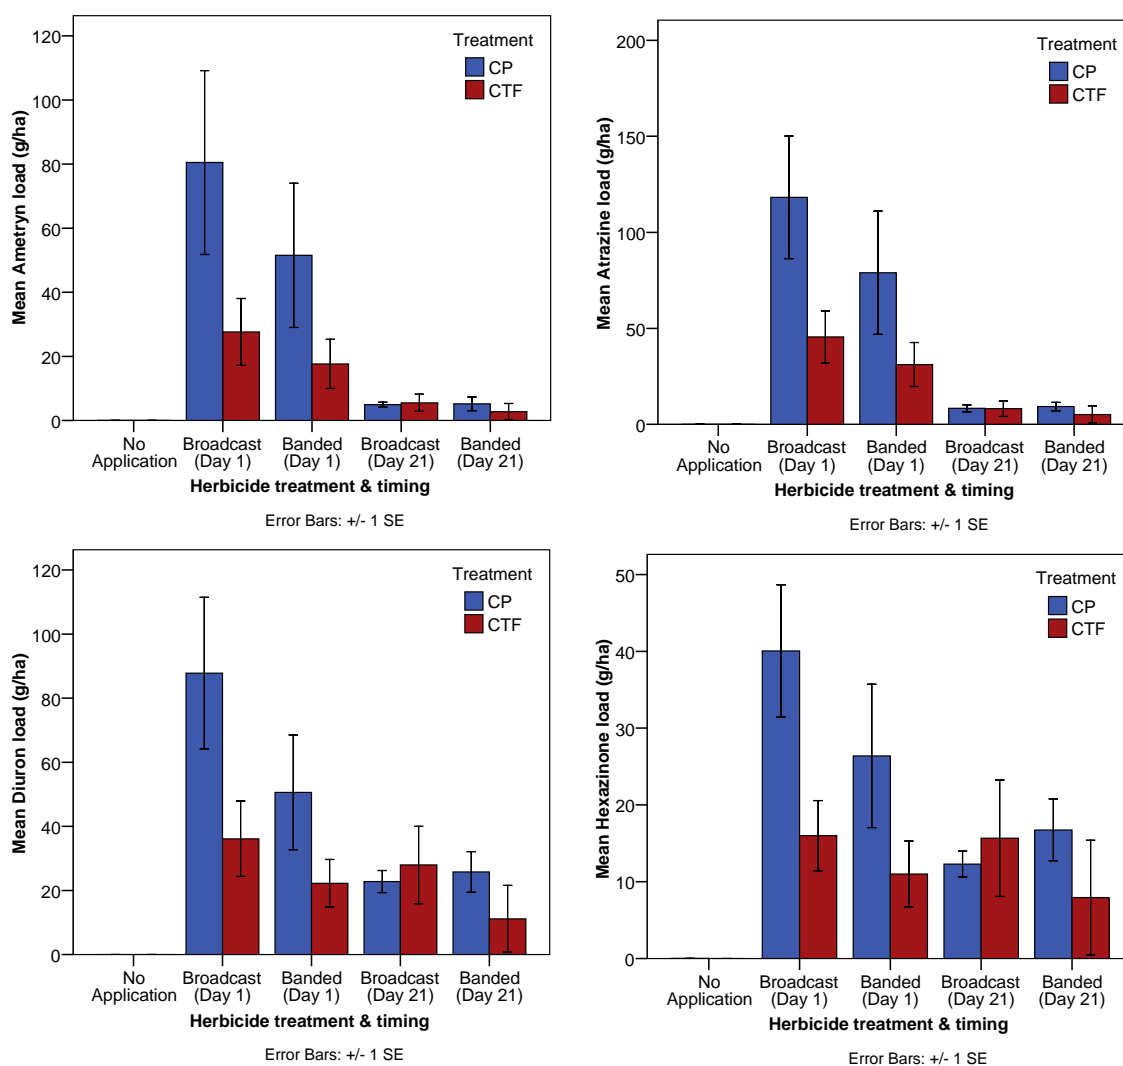 Mean Ametryn load (g/ha)
120
100
80
60
40
20
0
Treatment
CP
CTF
No Application
Broadcast (Day 1)
Banded (Day 1)
Broadcast (Day 21)
Banded (Day 21)
Herbicide treatment & timing
Error Bars: +/- 1 SE
Mean Atrazine load (g/ha)
200
150
100
50
0
Treatment
CP
CTF
No Application
Broadcast (Day 1)
Banded (Day 1)
Broadcast (Day 21)
Banded (Day 21)
Herbicide treatment & timing
Error Bars: +/- 1 SE
Mean Diuron load (g/ha)
120
100
80
60
40
20
0
Treatment
CP
CTF
No Application
Broadcast (Day 1)
Banded (Day 1)
Broadcast (Day 21)
Banded (Day 21)
Herbicide treatment & timing
Error Bars: +/- 1 SE
Mean Hexazinone load (g/ha)
50
40
30
20
10
0
Treatment
CP
CTF
No Application
Broadcast (Day 1)
Banded (Day 1)
Broadcast (Day 21)
Banded (Day 21)
Herbicide treatment & timing
Error Bars: +/- 1 SE